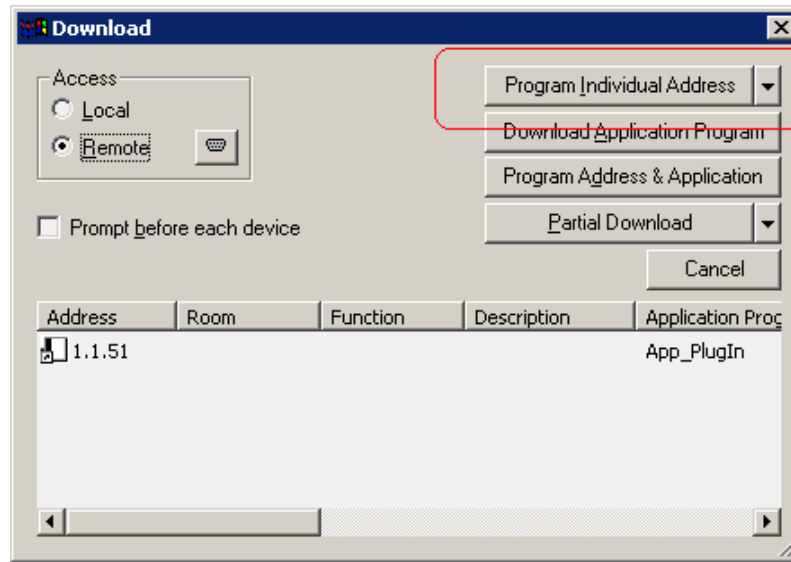 Download
Access
Local
Remote
Program Individual Address
Download Application Program
Program Address & Application
Prompt before each device
Partial Download
Cancel
Address Room Function Description Application Prog
1.1.51 App_PlugIn